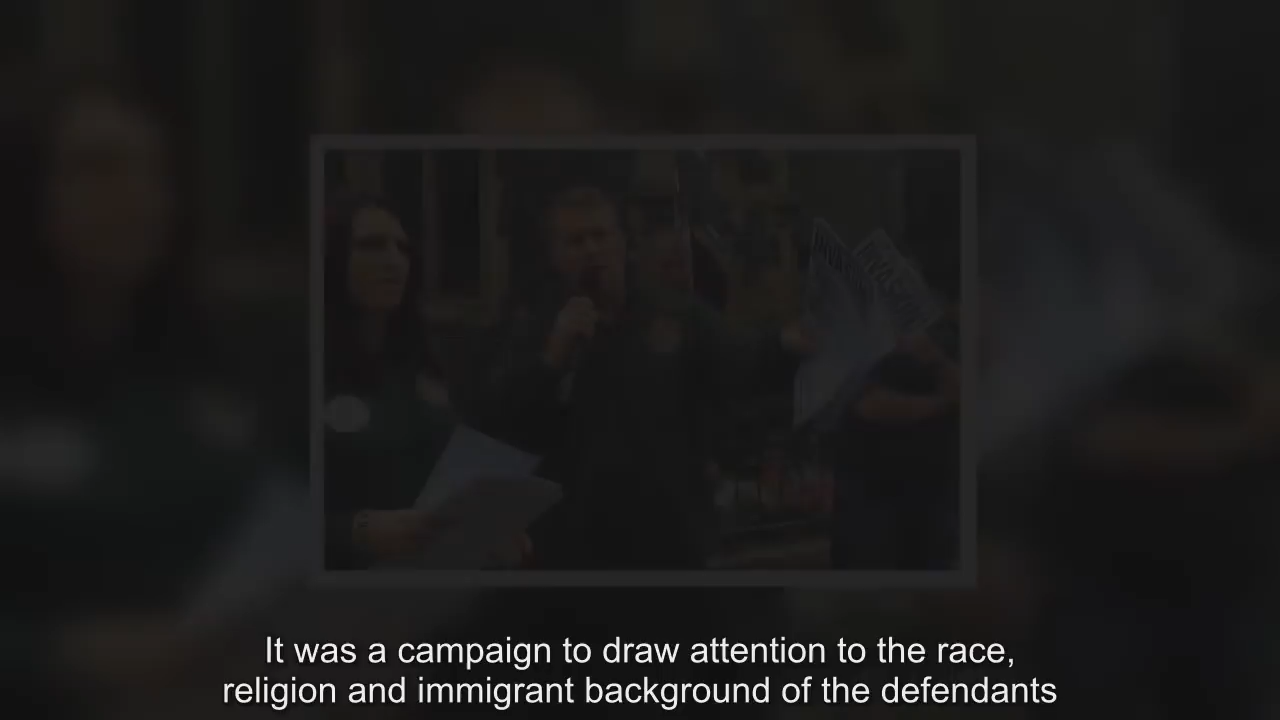 It was a campaign to draw attention to the race,
religion and immigrant background of the defendants